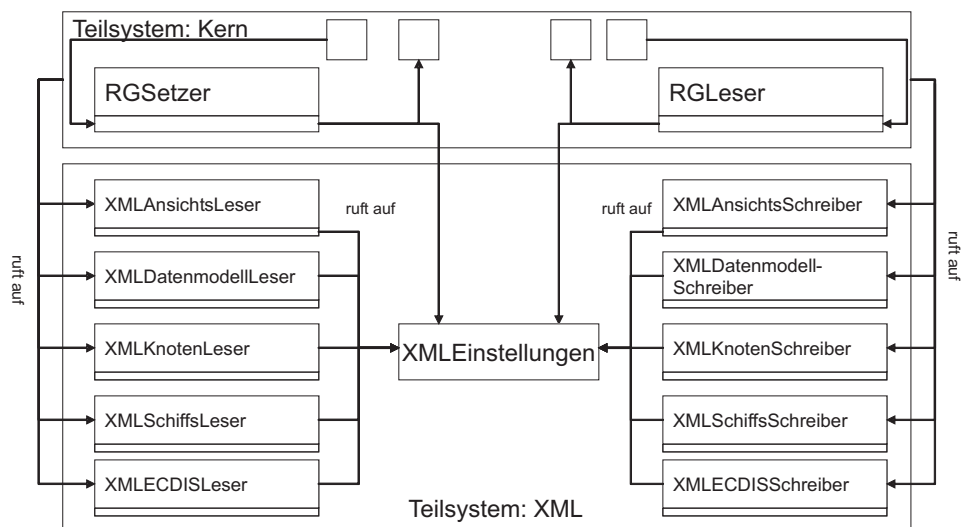 Teilsystem: Kern
RGSetzer
RGLeser
XMLAnsichtsLeser
ruft auf
ruft auf
XMLAnsichtsSchreiber
XMLDatenmodellLeser
XMLDatenmodell-
Schreiber
ruft auf
ruft auf
XMLKnotenLeser
XMLEinstellungen
XMLKnotenSchreiber
XMLSchiffsLeser
XMLSchiffsSchreiber
XMLECDISLeser
XMLECDISSchreiber
Teilsystem: XML